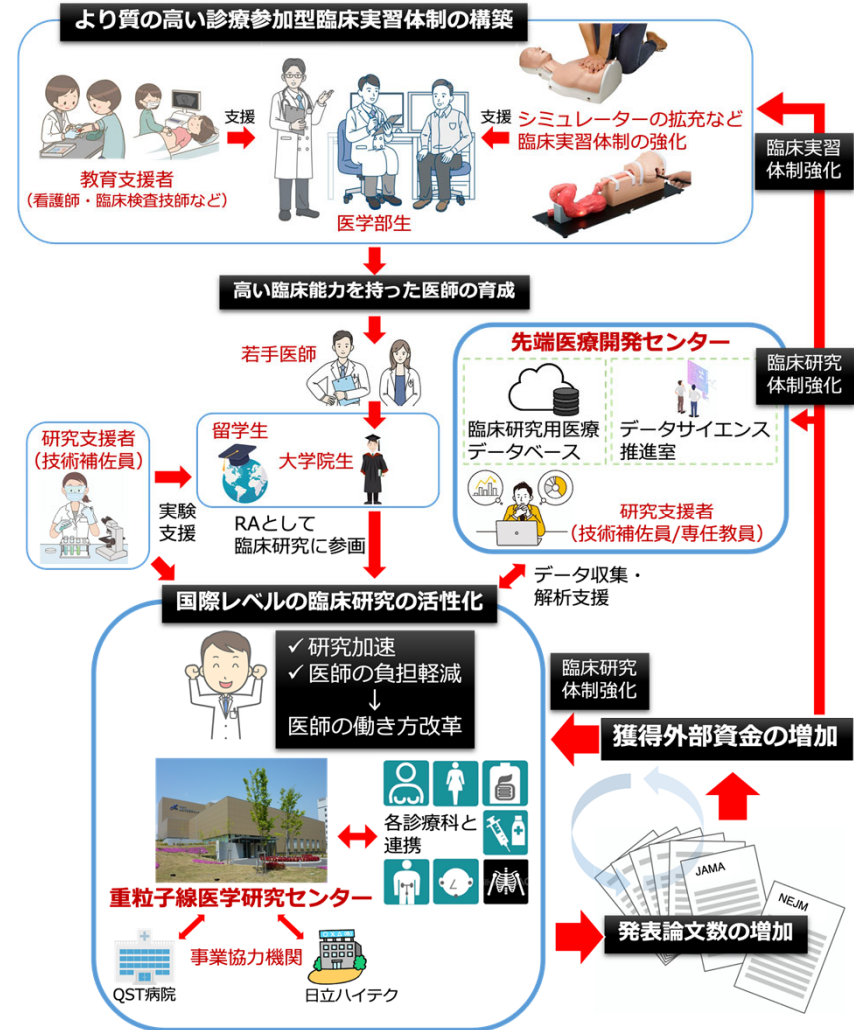 より質の高い診療参加型臨床実習体制の構築
支援
教育支援者
(看護師・臨床検査技師など)
医学部生
支援
シミュレーターの拡充など
臨床実習体制の強化
臨床実習
体制強化
高い臨床能力を持った医師の育成
若手医師
先端医療開発センター
臨床研究用医療
データベース
データサイエンス
推進室
研究支援者
(技術補佐員/専任教員)
臨床研究
体制強化
研究支援者
(技術補佐員)
実験
支援
留学生
大学院生
RAとして
臨床研究に参画
データ収集・
解析支援
国際レベルの臨床研究の活性化
✓ 研究加速
✓ 医師の負担軽減
↓
医師の働き方改革
臨床研究
体制強化
獲得外部資金の増加
各診療科と
連携
重粒子線医学研究センター
事業協力機関
QST病院
日立ハイテク
JAMA
NEJM
発表論文数の増加